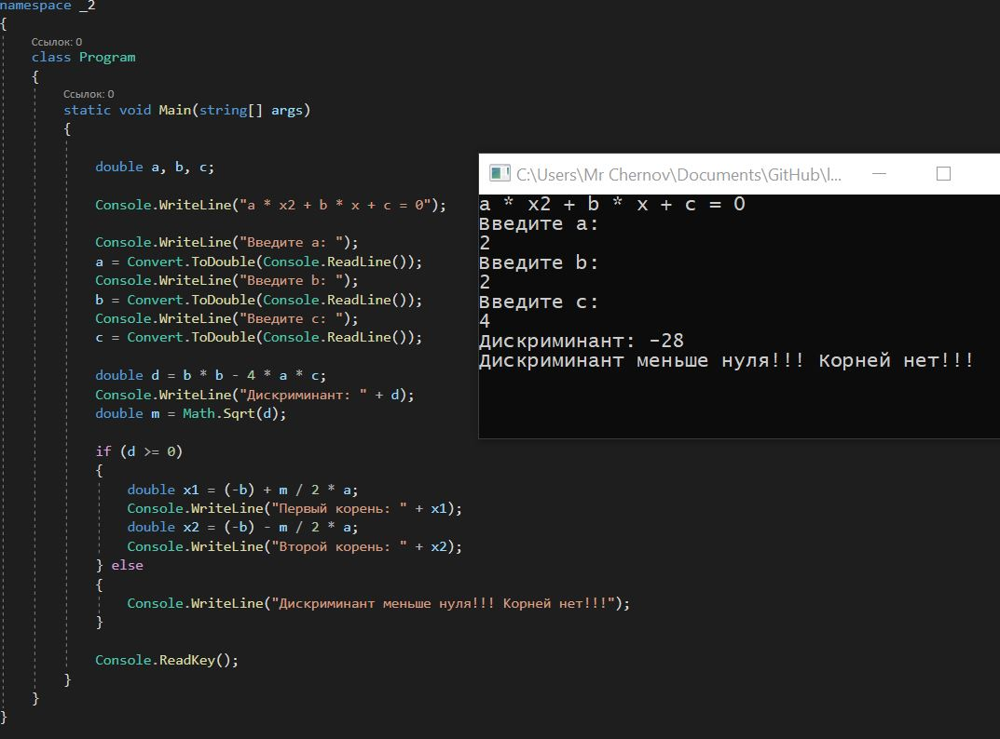 namespace _2
{
Ссылок: 0
class Program
{
Ссылок: 0
static void Main(string[] args)
{
double a, b, c;
Console.WriteLine("a * x2 + b * x + c = 0");
Console.WriteLine("Введите a: ");
a = Convert.ToDouble(Console.ReadLine());
Console.WriteLine("Введите b: ");
b = Convert.ToDouble(Console.ReadLine());
Console.WriteLine("Введите c: ");
c = Convert.ToDouble(Console.ReadLine());
double d = b * b - 4 * a * c;
Console.WriteLine("Дискриминант: " + d);
double m = Math.Sqrt(d);
if (d >= 0)
{
double x1 = (-b) + m / 2 * a;
Console.WriteLine("Первый корень: " + x1);
double x2 = (-b) - m / 2 * a;
Console.WriteLine("Второй корень: " + x2);
} else
{
Console.WriteLine("Дискриминант меньше нуля!!! Корней нет!!!");
}
Console.ReadKey();
}
}
}
C:\Users\Mr Chernov\Documents\GitHub\l...
a * x2 + b * x + c = 0
Введите a:
2
Введите b:
2
Введите c:
4
Дискриминант: -28
Дискриминант меньше нуля!!! Корней нет!!!